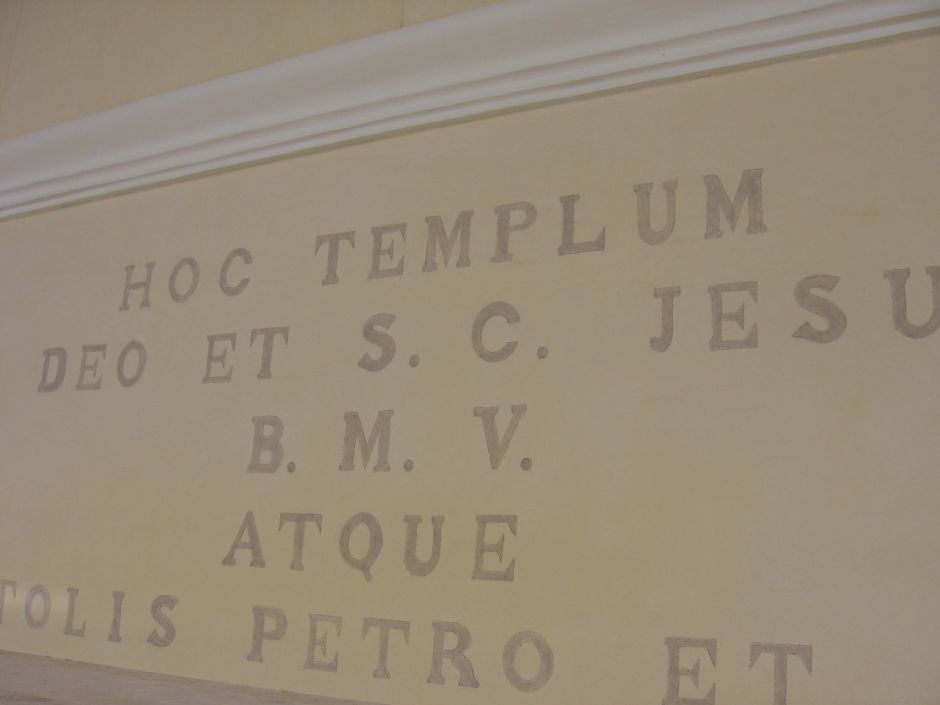 HOC TEMPLUM
DEO ET S. C. JESU
B. M. V.
ATQUE
TOLIS PETRO ET